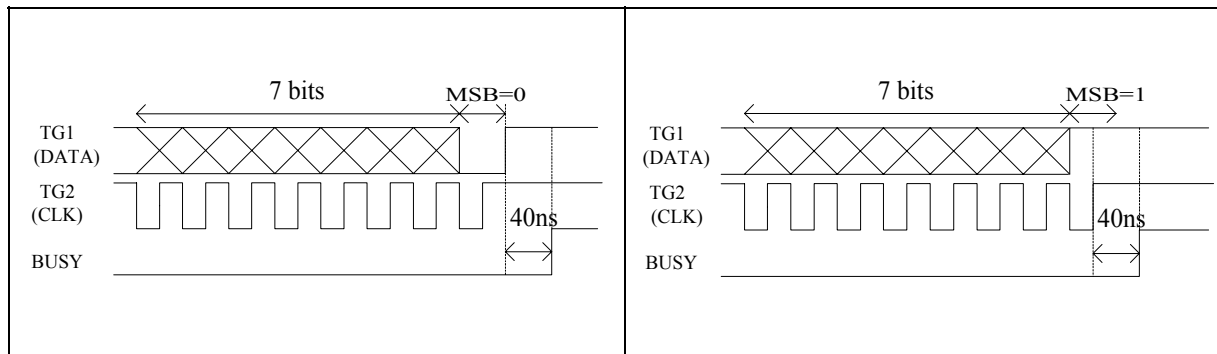 7 bits
MSB=0
TG1
(DATA)
TG2
(CLK)
40ns
BUSY
7 bits
MSB=1
TG1
(DATA)
TG2
(CLK)
40ns
BUSY